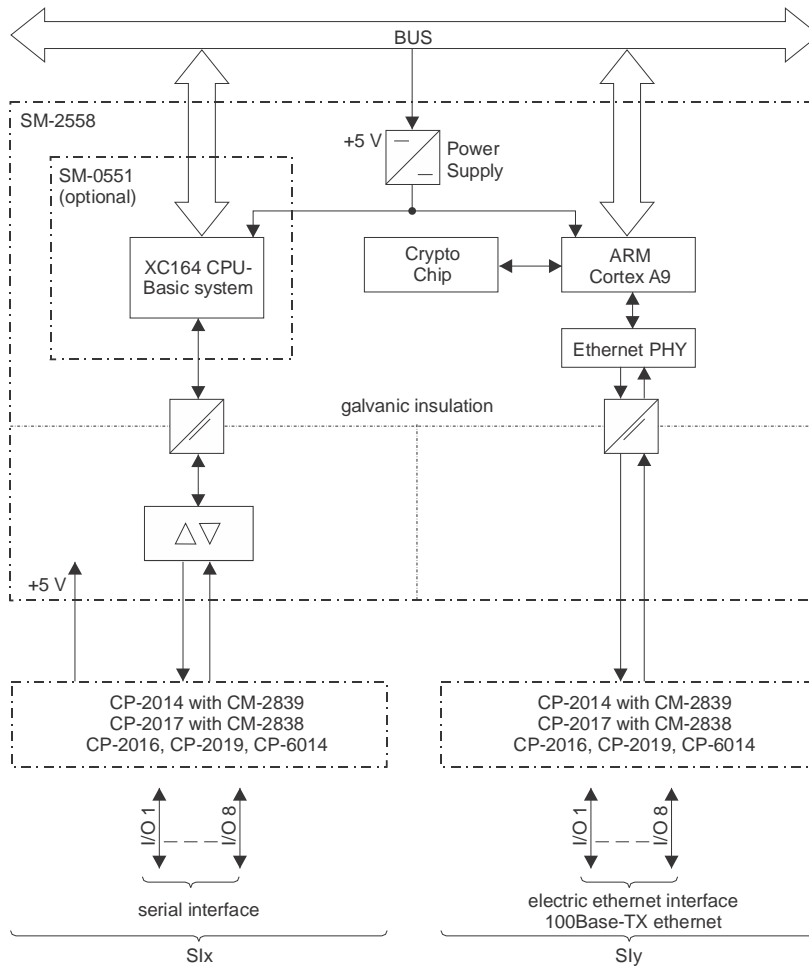 BUS
SM-2558
+5 V
Power
Supply
SM-0551
(optional)
XC164 CPU-
Basic system
Crypto
Chip
ARM
Cortex A9
Ethernet PHY
galvanic insulation
+5 V
CP-2014 with CM-2839
CP-2017 with CM-2838
CP-2016, CP-2019, CP-6014
CP-2014 with CM-2839
CP-2017 with CM-2838
CP-2016, CP-2019, CP-6014
I/O 1
I/O 8
I/O 1
I/O 8
serial interface
electric ethernet interface
100Base-TX ethernet
SIx
SIy